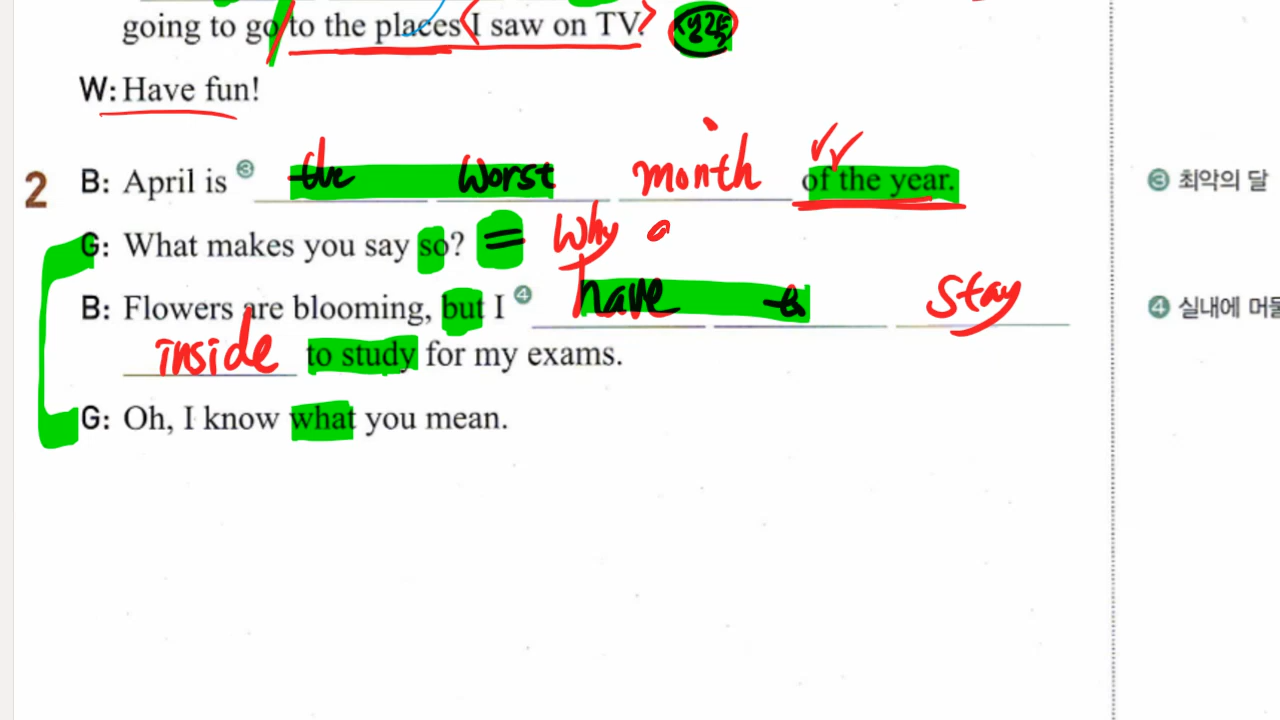 going to go to the places I saw on TV. 생략
W: Have fun!
2 B: April is ③ the worst month of the year. ③ 최악의 달
G: What makes you say so? = Why
B: Flowers are blooming, but I ④ have to stay ④ 실내에 머물
inside to study for my exams.
G: Oh, I know what you mean.